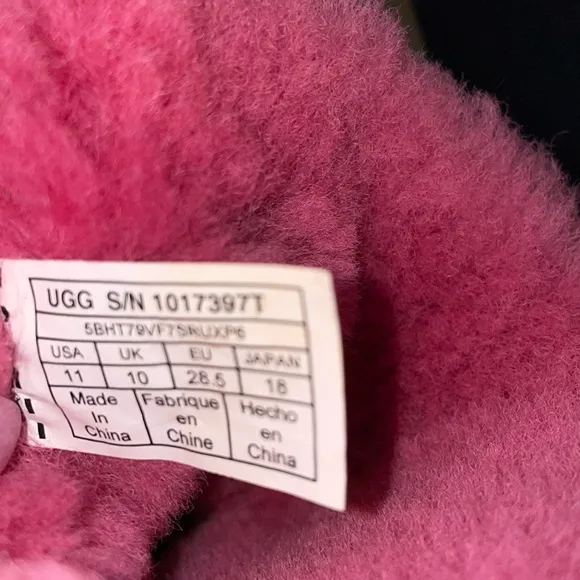 UGG S/N 1017397T
USA UK EU JAPAN
11 10 28.5 18
Made In China
Fabrique en Chine
Hecho en China